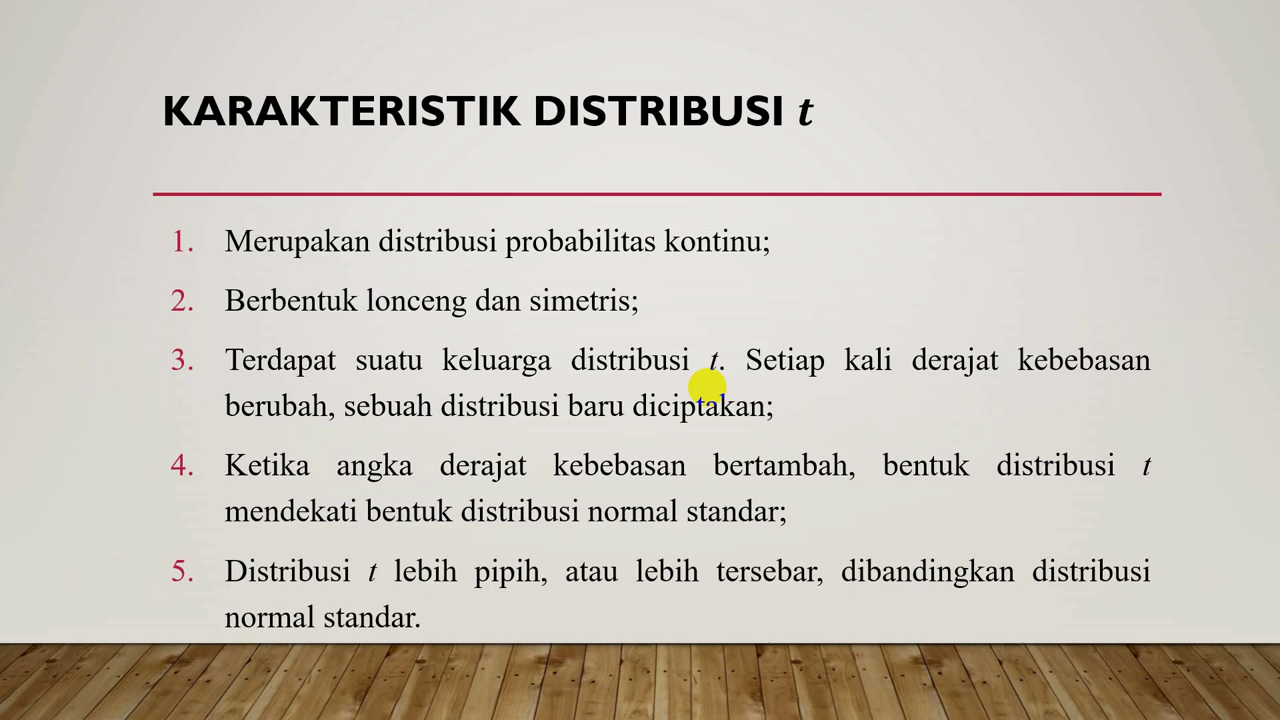 KARAKTERISTIK DISTRIBUSI t
1. Merupakan distribusi probabilitas kontinu;
2. Berbentuk lonceng dan simetris;
3. Terdapat suatu keluarga distribusi t. Setiap kali derajat kebebasan
berubah, sebuah distribusi baru diciptakan;
4. Ketika angka derajat kebebasan bertambah, bentuk distribusi t
mendekati bentuk distribusi normal standar;
5. Distribusi t lebih pipih, atau lebih tersebar, dibandingkan distribusi
normal standar.